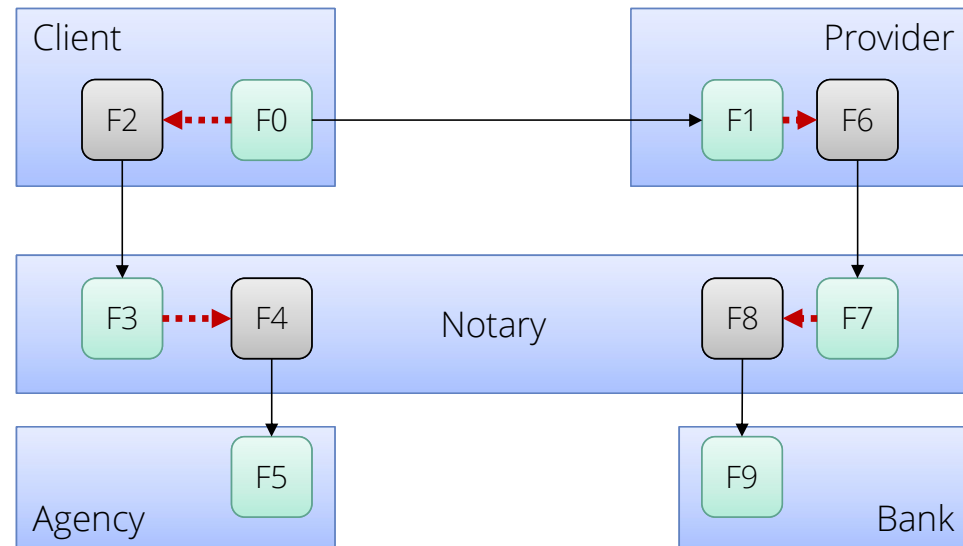 Client
Provider
F2
F0
F1
F6
F3
F4
Notary
F8
F7
F5
F9
Agency
Bank